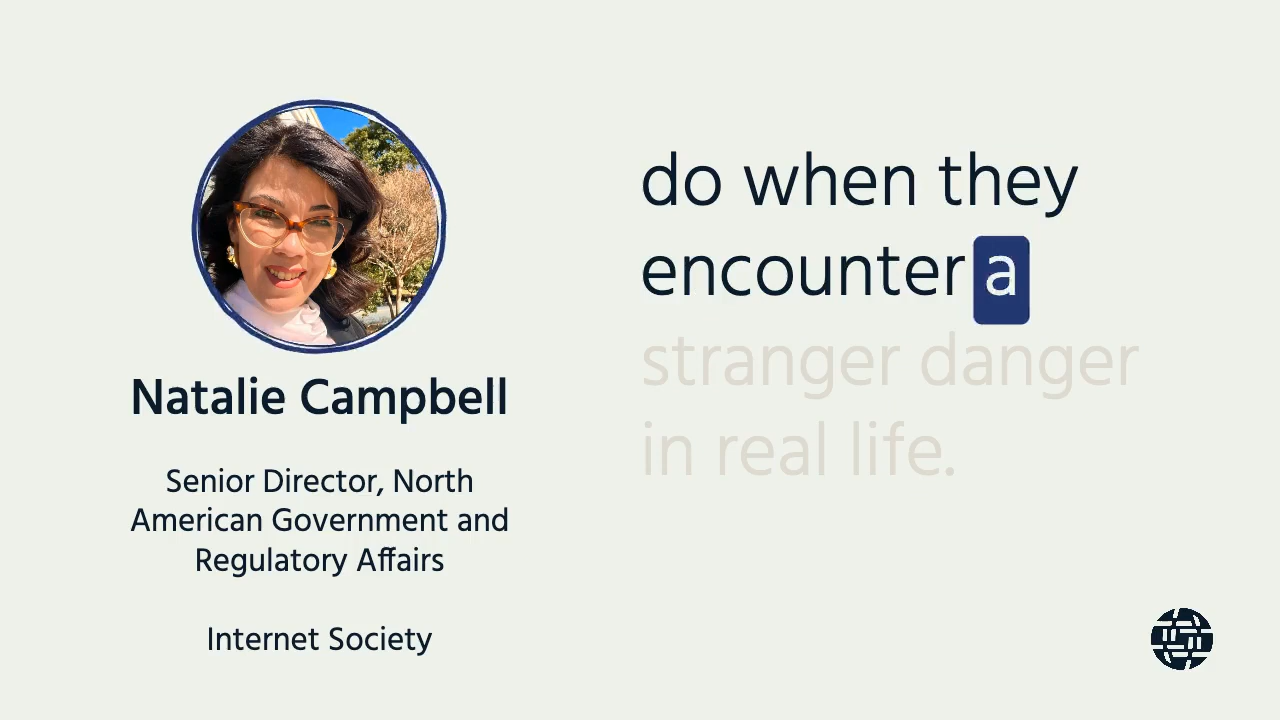 Natalie Campbell
Senior Director, North
American Government and
Regulatory Affairs
Internet Society
do when they
encounter a
stranger danger
in real life.